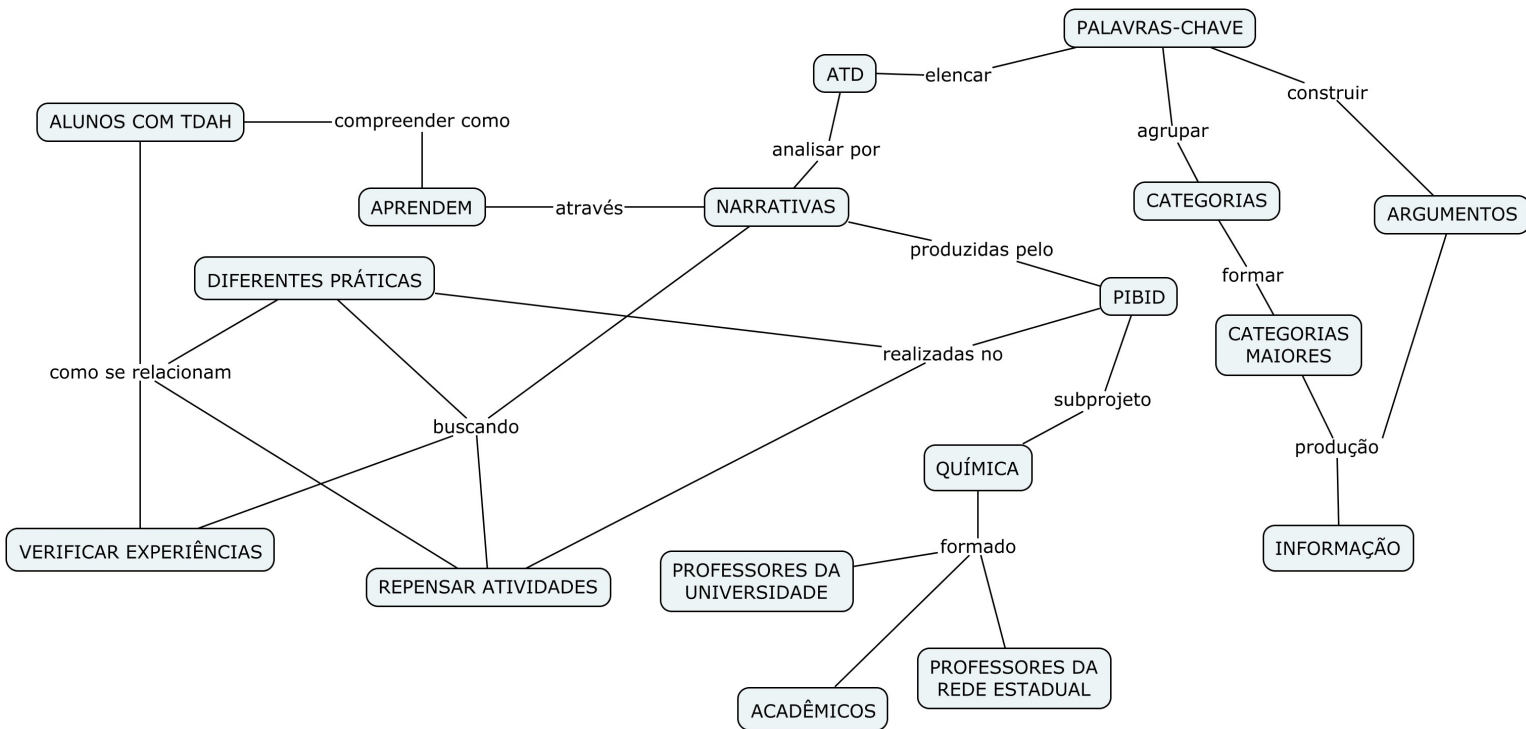 PALAVRAS-CHAVE
ATD
elencar
construir
ALUNOS COM TDAH
compreender como
agrupar
analisar por
APRENDEM
através
NARRATIVAS
CATEGORIAS
ARGUMENTOS
produzidas pelo
DIFERENTES PRÁTICAS
formar
PIBID
CATEGORIAS
MAIORES
realizadas no
como se relacionam
subprojeto
buscando
produção
QUÍMICA
VERIFICAR EXPERIÊNCIAS
formado
INFORMAÇÃO
PROFESSORES DA
UNIVERSIDADE
REPENSAR ATIVIDADES
PROFESSORES DA
REDE ESTADUAL
ACADÊMICOS